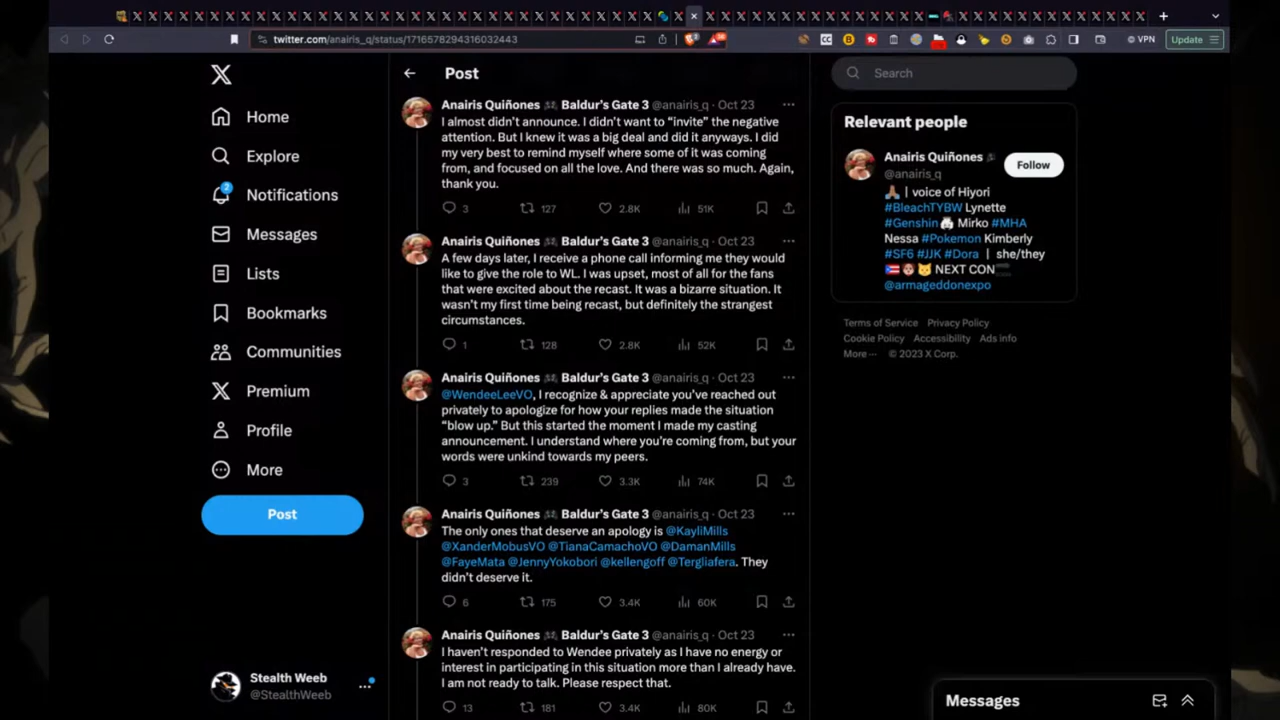 twitter.com/anairis_q/status/1716578294316032443
VPN
Update
Home
Explore
2
Notifications
Messages
Lists
Bookmarks
Communities
Premium
Profile
More
Post
Stealth Weeb
@StealthWeeb
Post
Anairis Quiñones Baldur's Gate 3 @anairis_q · Oct 23
I almost didn't announce. I didn't want to “invite” the negative
attention. But I knew it was a big deal and did it anyways. I did
my very best to remind myself where some of it was coming
from, and focused on all the love. And there was so much. Again,
thank you.
3 127 2.8K 51K
Anairis Quiñones Baldur's Gate 3 @anairis_q · Oct 23
A few days later, I receive a phone call informing me they would
like to give the role to WL. I was upset, most of all for the fans
that were excited about the recast. It was a bizarre situation. It
wasn't my first time being recast, but definitely the strangest
circumstances.
1 128 2.8K 52K
Anairis Quiñones Baldur's Gate 3 @anairis_q · Oct 23
@WendeeLeeVO, I recognize & appreciate you've reached out
privately to apologize for how your replies made the situation
“blow up.” But this started the moment I made my casting
announcement. I understand where you're coming from, but your
words were unkind towards my peers.
3 239 3.3K 74K
Anairis Quiñones Baldur's Gate 3 @anairis_q · Oct 23
The only ones that deserve an apology is @KayliMills
@XanderMobusVO @TianaCamachoVO @DamanMills
@FayeMata @JennyYokobori @kellengoff @Tergliafera. They
didn't deserve it.
6 175 3.4K 60K
Anairis Quiñones Baldur's Gate 3 @anairis_q · Oct 23
I haven't responded to Wendee privately as I have no energy or
interest in participating in this situation more than I already have.
I am not ready to talk. Please respect that.
13 181 3.4K 80K
Search
Relevant people
Anairis Quiñones
@anairis_q
Follow
| voice of Hiyori
#BleachTYBW Lynette
#Genshin Mirko #MHA
Nessa #Pokemon Kimberly
#SF6 #JJK #Dora | she/they
NEXT CON
@armageddonexpo
Terms of Service Privacy Policy
Cookie Policy Accessibility Ads info
More ··· © 2023 X Corp.
Messages